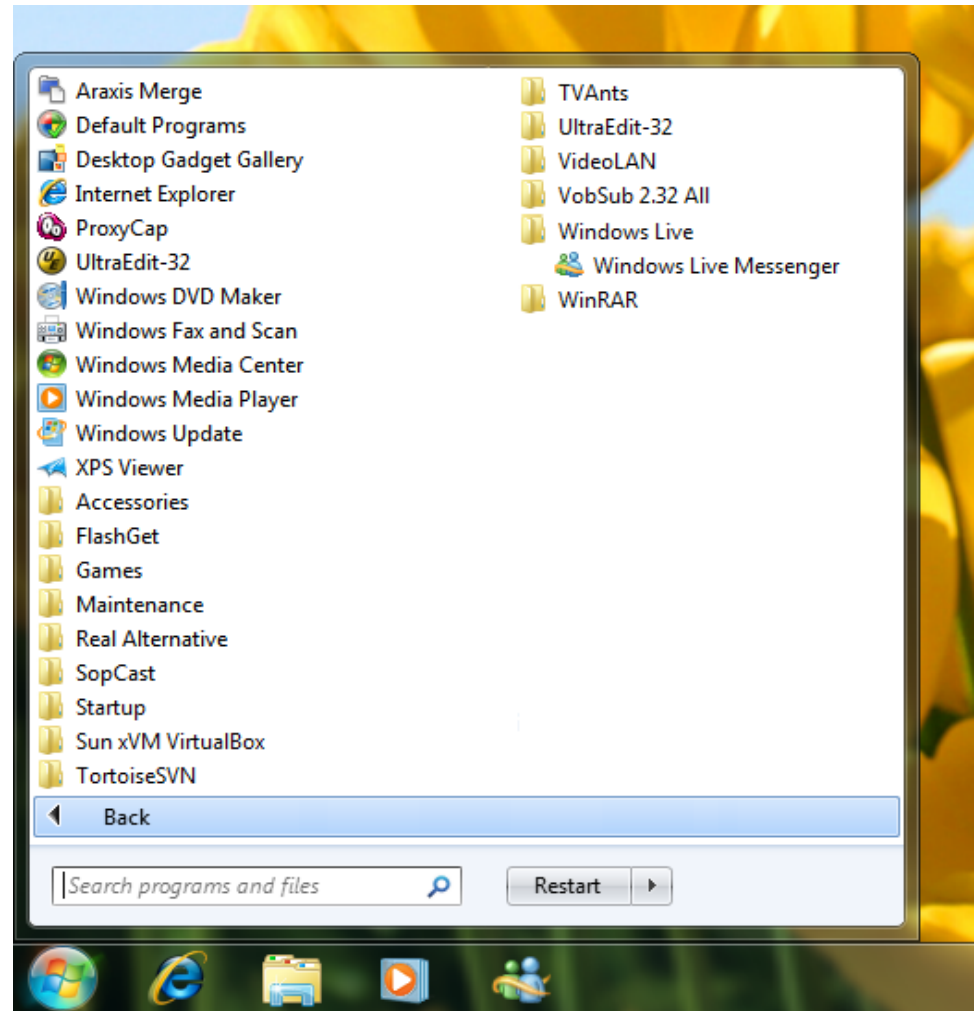 Araxis Merge
Default Programs
Desktop Gadget Gallery
Internet Explorer
ProxyCap
UltraEdit-32
Windows DVD Maker
Windows Fax and Scan
Windows Media Center
Windows Media Player
Windows Update
XPS Viewer
Accessories
FlashGet
Games
Maintenance
Real Alternative
SopCast
Startup
Sun xVM VirtualBox
TortoiseSVN
TVAnts
UltraEdit-32
VideoLAN
VobSub 2.32 All
Windows Live
Windows Live Messenger
WinRAR
Back
Search programs and files
Restart